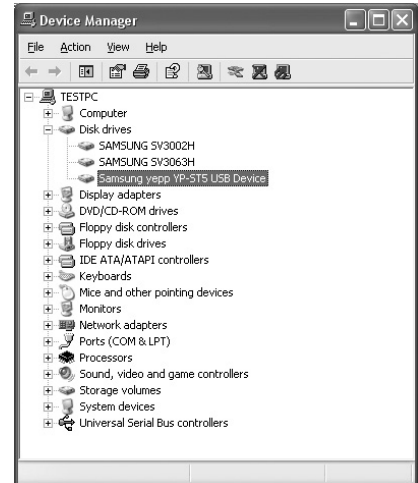 Device Manager
File Action View Help
TESTPC
Computer
Disk drives
SAMSUNG SV3002H
SAMSUNG SV3063H
Samsung yepp YP-ST5 USB Device
Display adapters
DVD/CD-ROM drives
Floppy disk controllers
Floppy disk drives
IDE ATA/ATAPI controllers
Keyboards
Mice and other pointing devices
Monitors
Network adapters
Ports (COM & LPT)
Processors
Sound, video and game controllers
Storage volumes
System devices
Universal Serial Bus controllers